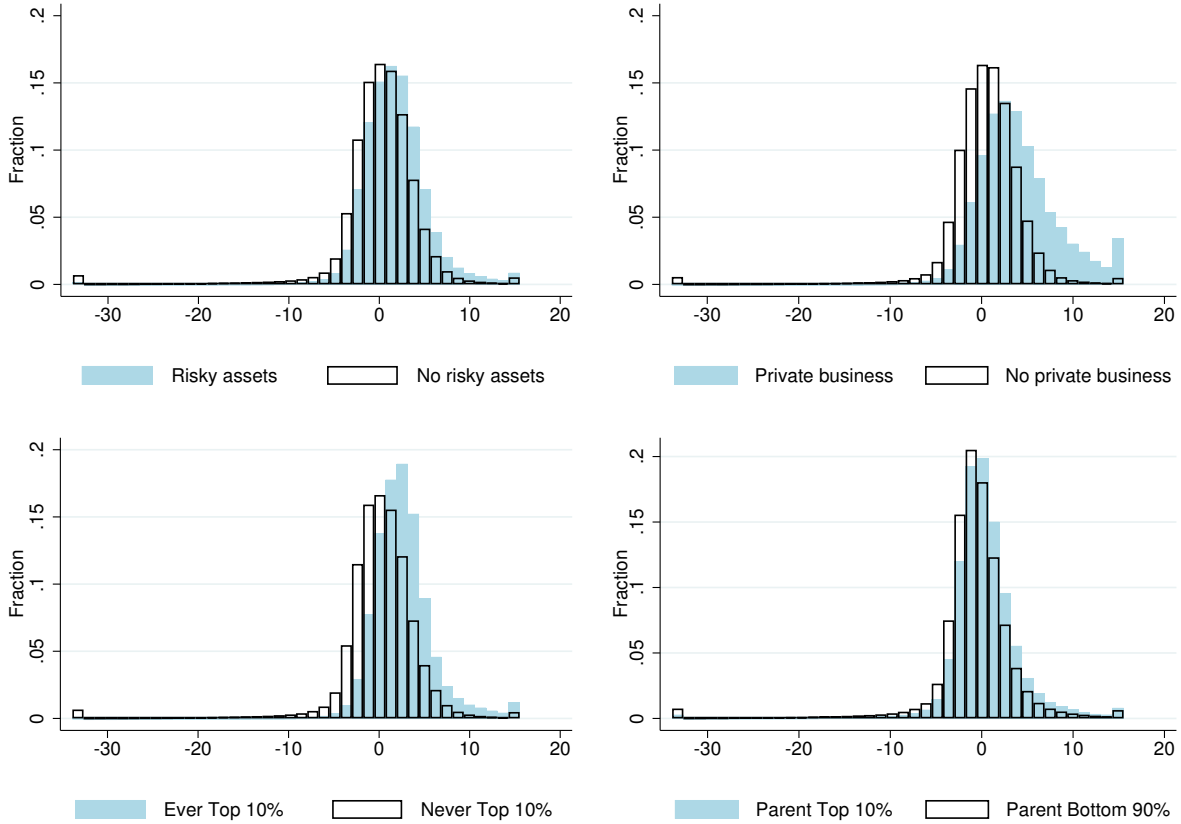 .2
.15
.1
.05
0
Fraction
-30 -20 -10 0 10 20
Risky assets No risky assets
.2
.15
.1
.05
0
Fraction
-30 -20 -10 0 10 20
Private business No private business
.2
.15
.1
.05
0
Fraction
-30 -20 -10 0 10 20
Ever Top 10% Never Top 10%
.2
.15
.1
.05
0
Fraction
-30 -20 -10 0 10 20
Parent Top 10% Parent Bottom 90%